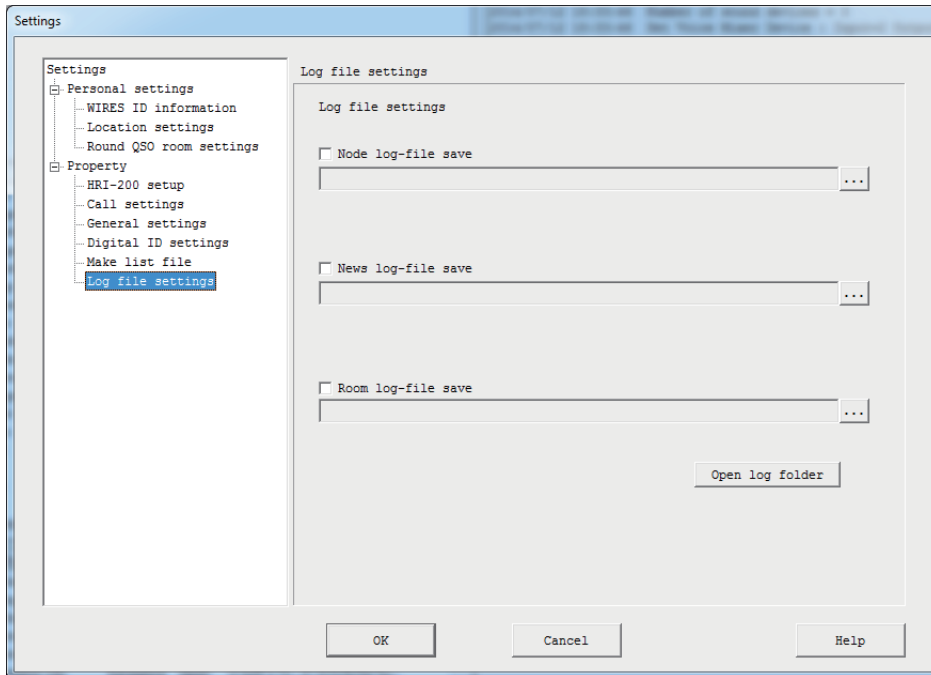 Settings
Settings
Personal settings
WIRES ID information
Location settings
Round QSO room settings
Property
HRI-200 setup
Call settings
General settings
Digital ID settings
Make list file
Log file settings
Log file settings
Log file settings
Node log-file save
...
News log-file save
...
Room log-file save
...
Open log folder
OK Cancel Help